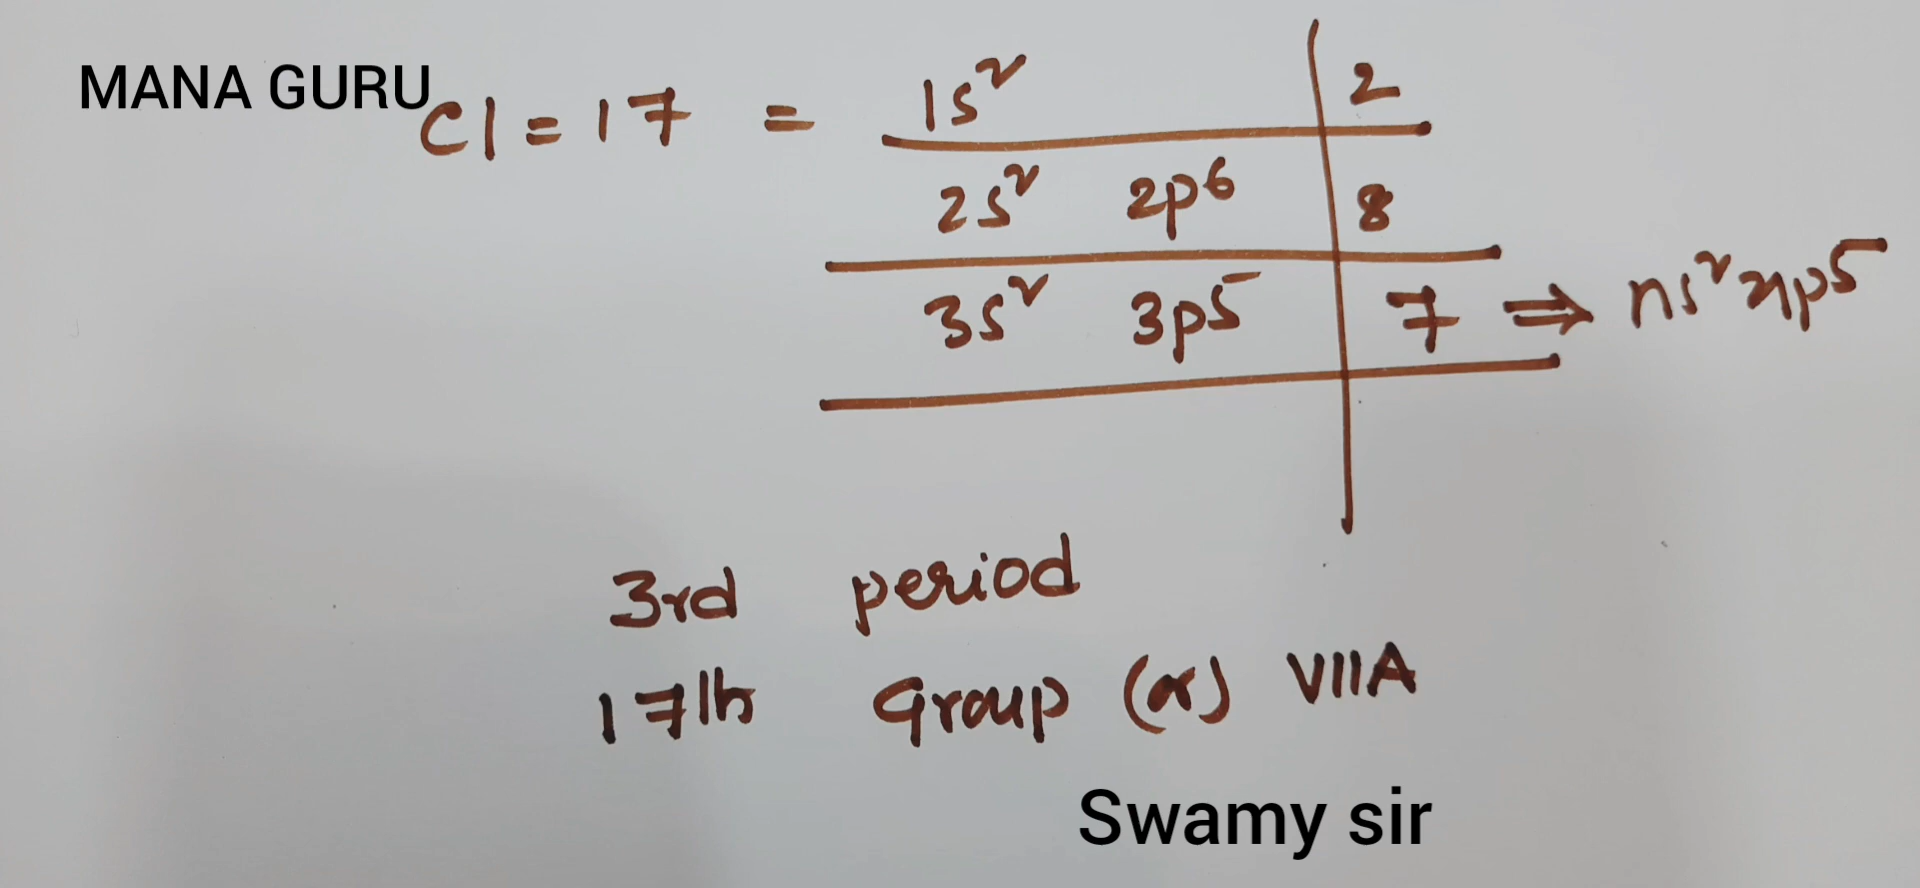 MANA GURU
Cl = 17 = 1s² | 2
2s² 2p6 | 8
3s² 3p5 | 7 ⇒ ns² np5
3rd period
17th Group (or) VIIA
Swamy sir